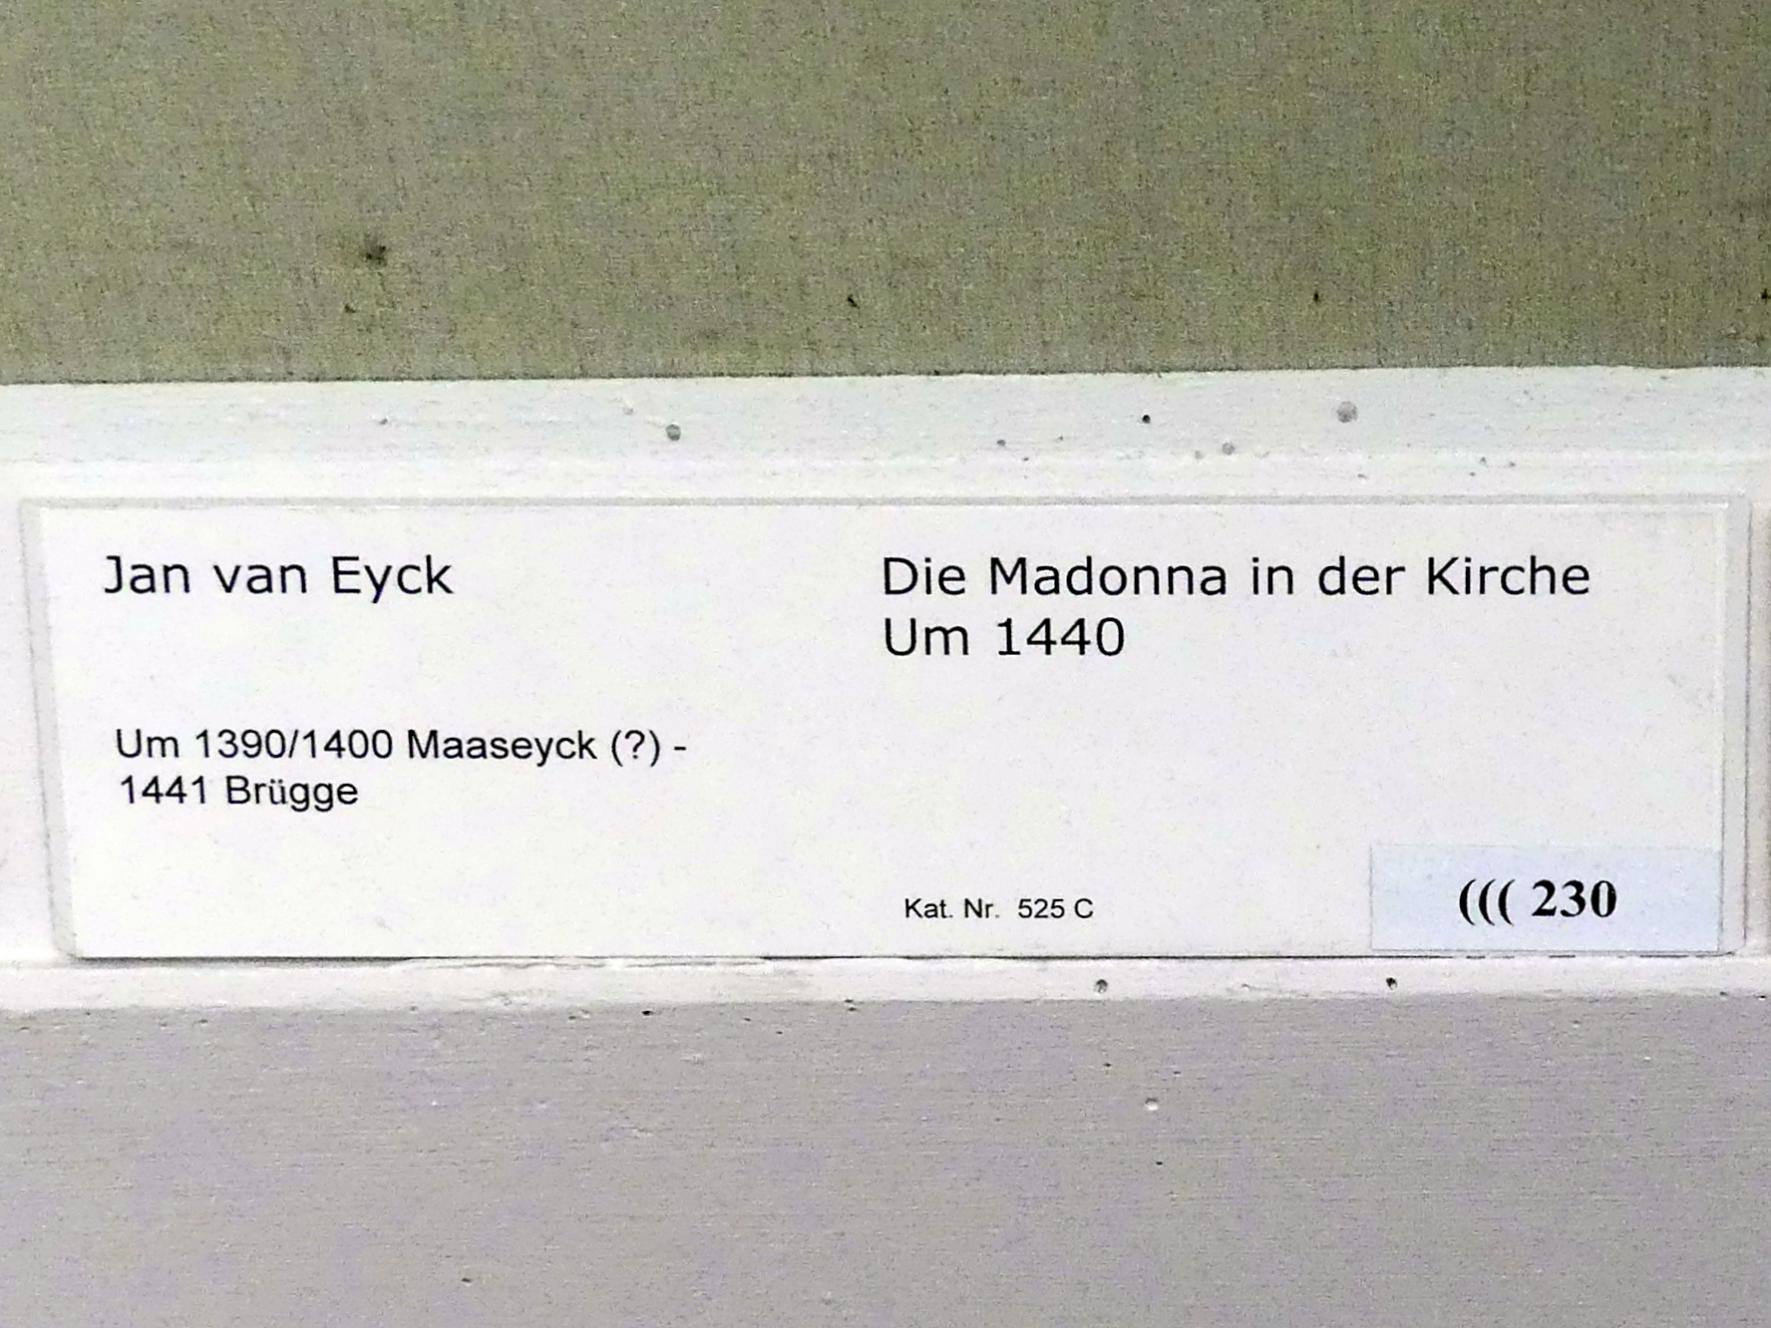 Jan van Eyck
Um 1390/1400 Maaseyck (?) -
1441 Brügge
Die Madonna in der Kirche
Um 1440
Kat. Nr. 525 C
((( 230